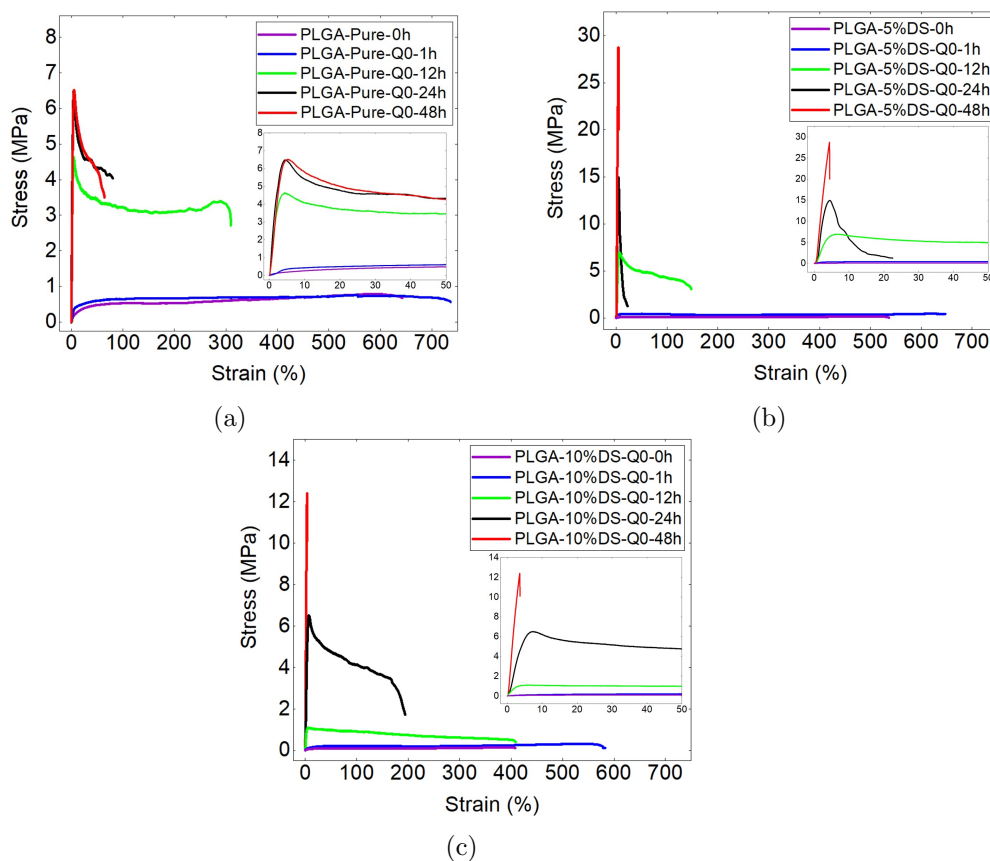 PLGA-Pure-0h
PLGA-Pure-Q0-1h
PLGA-Pure-Q0-12h
PLGA-Pure-Q0-24h
PLGA-Pure-Q0-48h
8
7
6
5
4
3
2
1
0
Stress (MPa)
8
7
6
5
4
3
2
1
0
0 10 20 30 40 50
0 100 200 300 400 500 600 700
Strain (%)
(a)
PLGA-5%DS-0h
PLGA-5%DS-Q0-1h
PLGA-5%DS-Q0-12h
PLGA-5%DS-Q0-24h
PLGA-5%DS-Q0-48h
30
25
20
15
10
5
0
Stress (MPa)
30
25
20
15
10
5
0
0 10 20 30 40 50
0 100 200 300 400 500 600 700
Strain (%)
(b)
PLGA-10%DS-Q0-0h
PLGA-10%DS-Q0-1h
PLGA-10%DS-Q0-12h
PLGA-10%DS-Q0-24h
PLGA-10%DS-Q0-48h
14
12
10
8
6
4
2
0
Stress (MPa)
14
12
10
8
6
4
2
0
0 10 20 30 40 50
0 100 200 300 400 500 600 700
Strain (%)
(c)